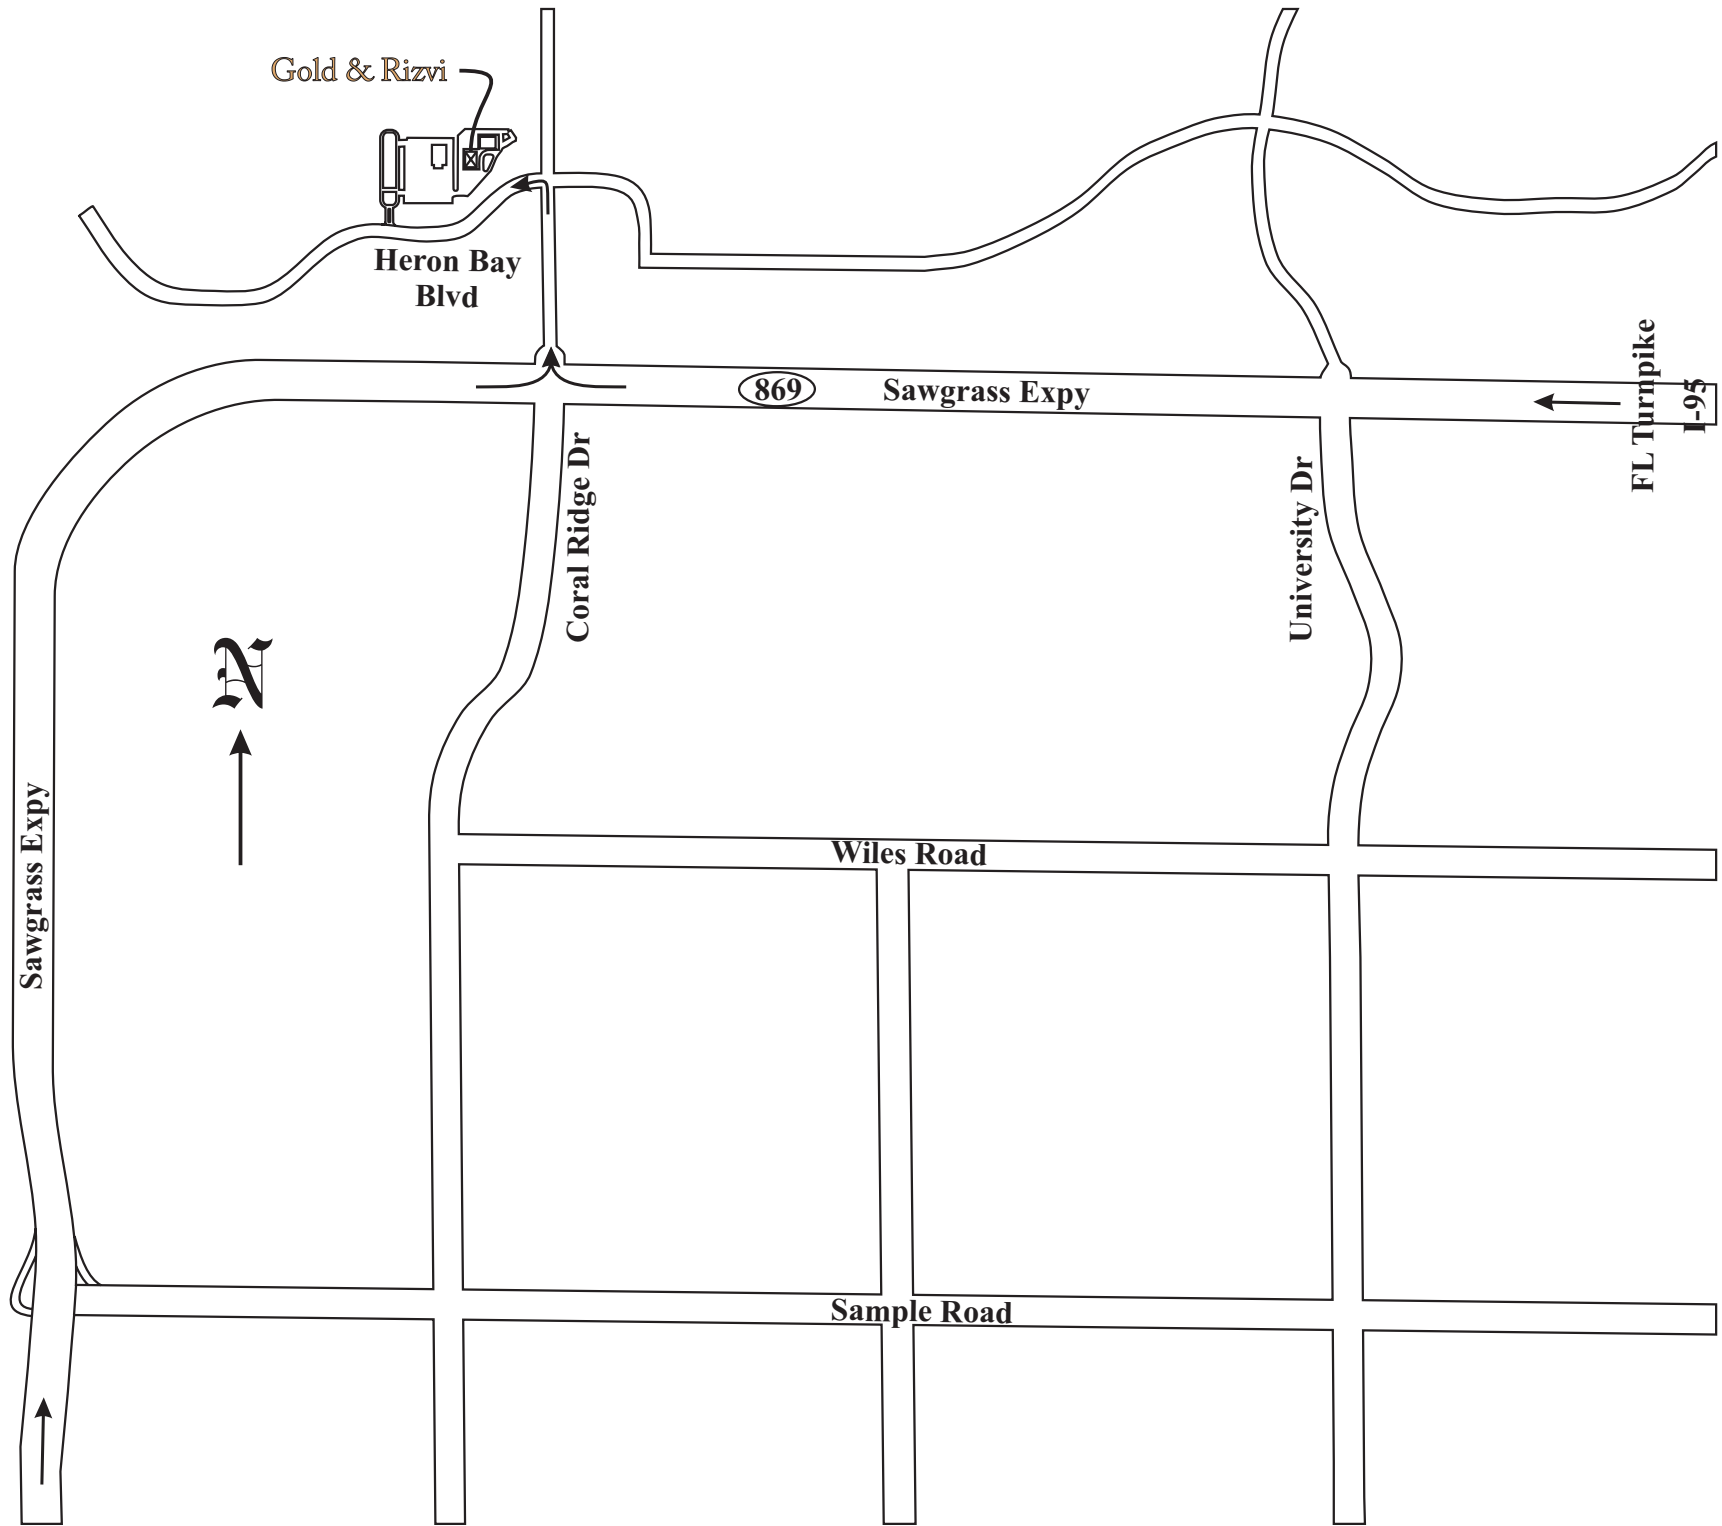 Gold & Rizvi
Heron Bay
Blvd
869
Sawgrass Expy
FL Turnpike
I-95
Coral Ridge Dr
University Dr
N
Sawgrass Expy
Wiles Road
Sample Road